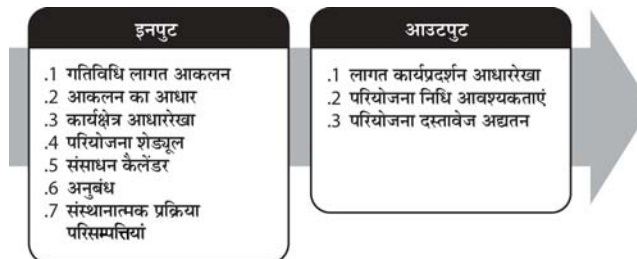 इनपुट
.1 गतिविधि लागत आकलन
.2 आकलन का आधार
.3 कार्यक्षेत्र आधाररेखा
.4 परियोजना शेड्यूल
.5 संसाधन कैलेंडर
.6 अनुबंध
.7 संस्थानात्मक प्रक्रिया
परिसम्पत्तियां
आउटपुट
.1 लागत कार्यप्रदर्शन आधाररेखा
.2 परियोजना निधि आवश्यकताएं
.3 परियोजना दस्तावेज अद्यतन